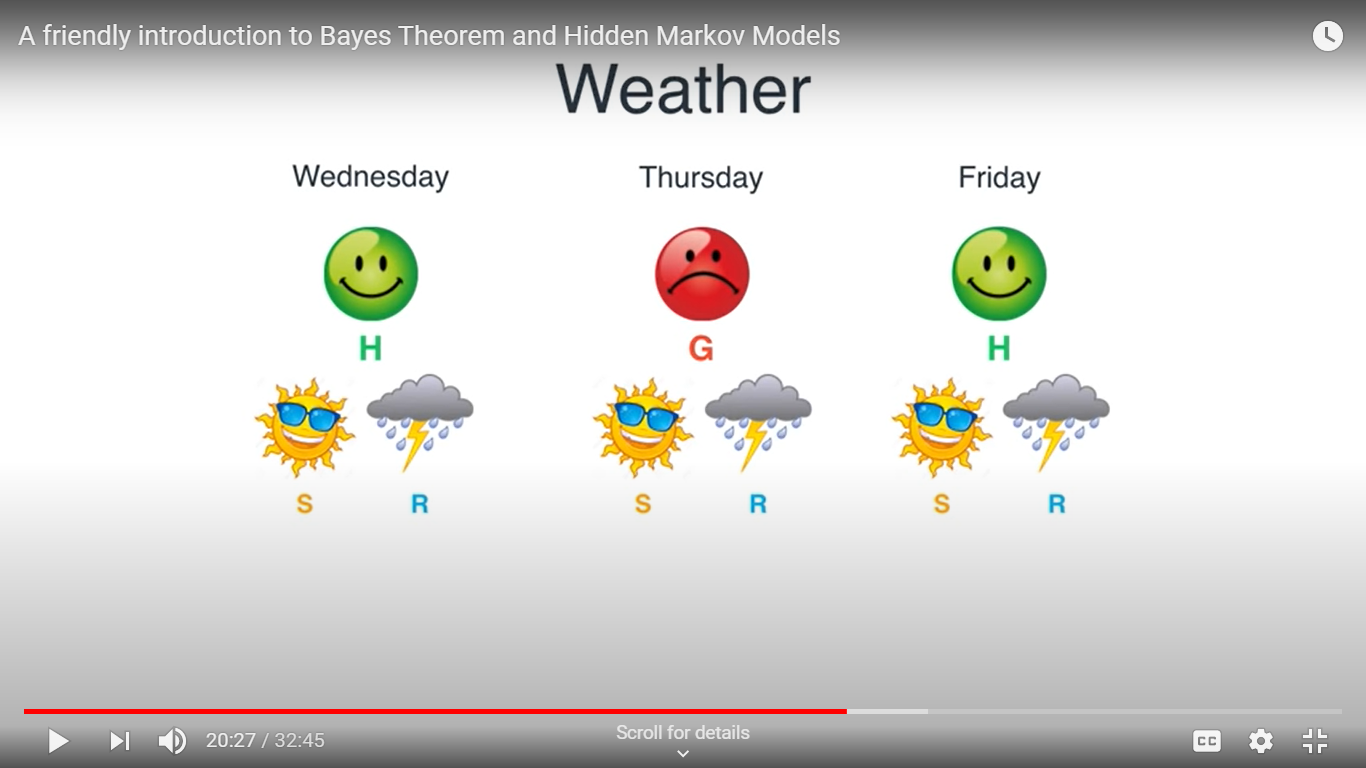 A friendly introduction to Bayes Theorem and Hidden Markov Models
Weather
Wednesday Thursday Friday
H G H
S R S R S R
20:27 / 32:45
Scroll for details
CC